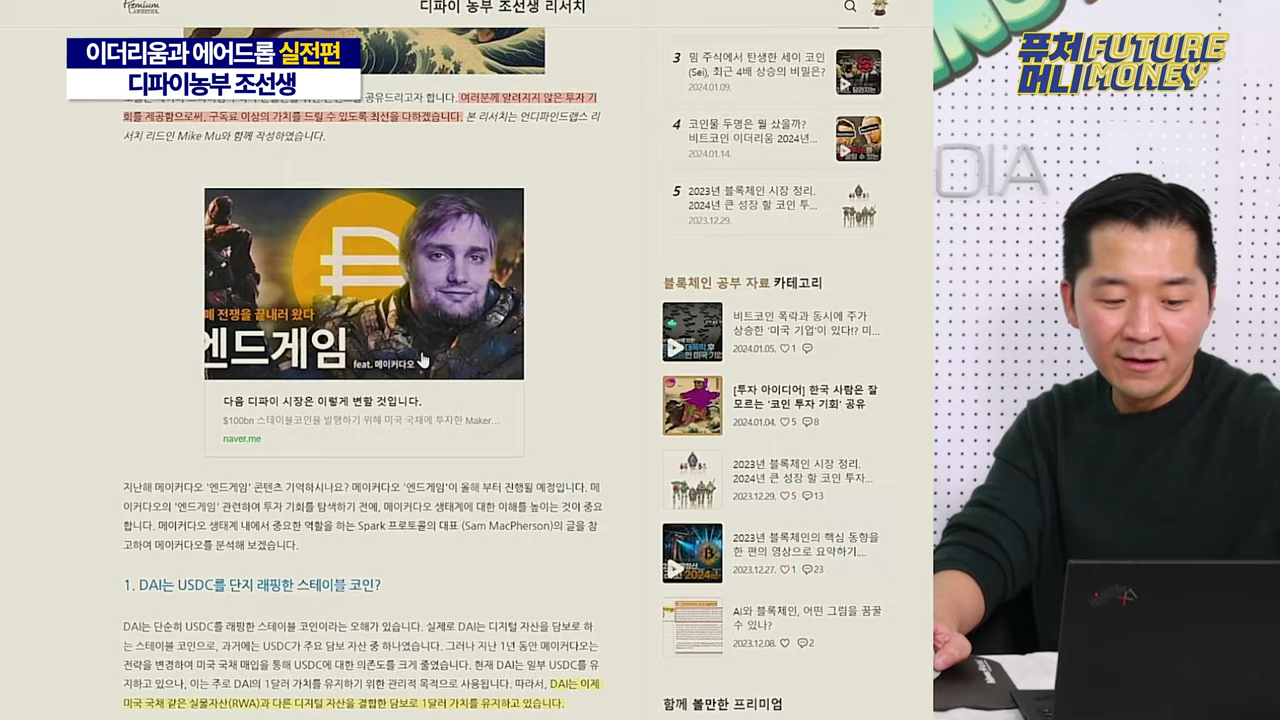 Premium
Contents.
디파이 농부 조선생 리서치
이더리움과 에어드롭 실전편
디파이농부 조선생
퓨처 FUTURE
머니 MONEY
DIA
공유드리고자 합니다. 여러분께 알려지지 않은 투자 기
회를 제공함으로써, 구독료 이상의 가치를 드릴 수 있도록 최선을 다하겠습니다. 본 리서치는 언디파인드랩스 리
서치 리드인 Mike Mu와 함께 작성하였습니다.
전쟁을 끝내러 왔다
엔드게임
feat. 메이커다오
다음 디파이 시장은 이렇게 변할 것입니다.
$100bn 스테이블코인을 발행하기 위해 미국 국채에 투자한 Maker...
naver.me
지난해 메이커다오 '엔드게임' 콘텐츠 기억하시나요? 메이커다오 '엔드게임'이 올해 부터 진행될 예정입니다. 메
이커다오의 '엔드게임' 관련하여 투자 기회를 탐색하기 전에, 메이커다오 생태계에 대한 이해를 높이는 것이 중요
합니다. 메이커다오 생태계 내에서 중요한 역할을 하는 Spark 프로토콜의 대표 (Sam MacPherson)의 글을 참
고하여 메이커다오를 분석해 보겠습니다.
1. DAI는 USDC를 단지 래핑한 스테이블 코인?
DAI는 단순히 USDC를 래핑한 스테이블 코인이라는 오해가 있습니다. 실제로 DAI는 디지털 자산을 담보로 하
는 스테이블 코인으로, 과거에는 USDC가 주요 담보 자산 중 하나였습니다. 그러나 지난 1년 동안 메이커다오는
전략을 변경하여 미국 국채 매입을 통해 USDC에 대한 의존도를 크게 줄였습니다. 현재 DAI는 일부 USDC를 유
지하고 있으나, 이는 주로 DAI의 1달러 가치를 유지하기 위한 관리적 목적으로 사용됩니다. 따라서, DAI는 이제
미국 국채 같은 실물자산(RWA)과 다른 디지털 자산을 결합한 담보로 1달러 가치를 유지하고 있습니다.
3 밈 주식에서 탄생한 세이 코인
(Sei), 최근 4배 상승의 비밀은?
2024.01.09.
4 코인물 두명은 뭘 샀을까?
비트코인 이더리움 2024년...
2024.01.14.
5 2023년 블록체인 시장 정리.
2024년 큰 성장 할 코인 투...
2023.12.29.
블록체인 공부 자료 카테고리
비트코인 폭락과 동시에 주가
상승한 '미국 기업'이 있다!? 미...
2024.01.05. 1
[투자 아이디어] 한국 사람은 잘
모르는 '코인 투자 기회' 공유
2024.01.04. 5 8
2023년 블록체인 시장 정리.
2024년 큰 성장 할 코인 투자...
2023.12.29. 5 13
2023년 블록체인의 핵심 동향을
한 편의 영상으로 요약하기...
2023.12.27. 1 23
AI와 블록체인, 어떤 그림을 꿈꿀
수 있나?
2023.12.08. 2
함께 볼만한 프리미엄